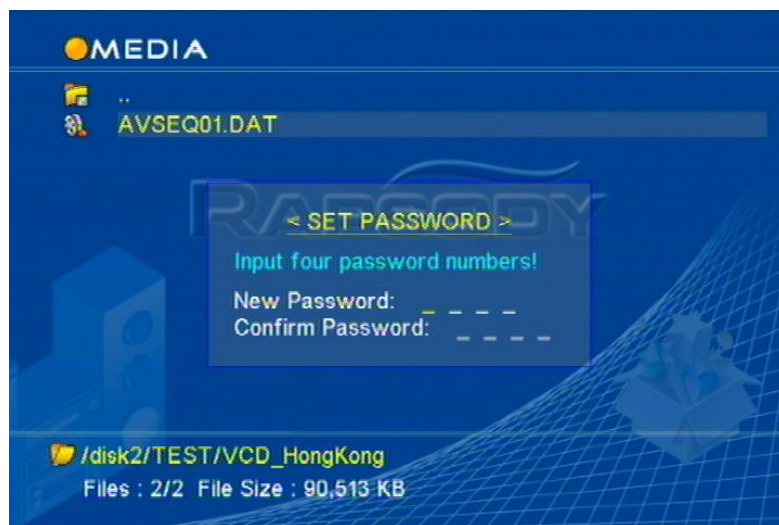 MEDIA
..
AVSEQ01.DAT
RAPSODY
< SET PASSWORD >
Input four password numbers!
New Password: _ _ _ _
Confirm Password: _ _ _ _
/disk2/TEST/VCD_HongKong
Files : 2/2 File Size : 90,513 KB